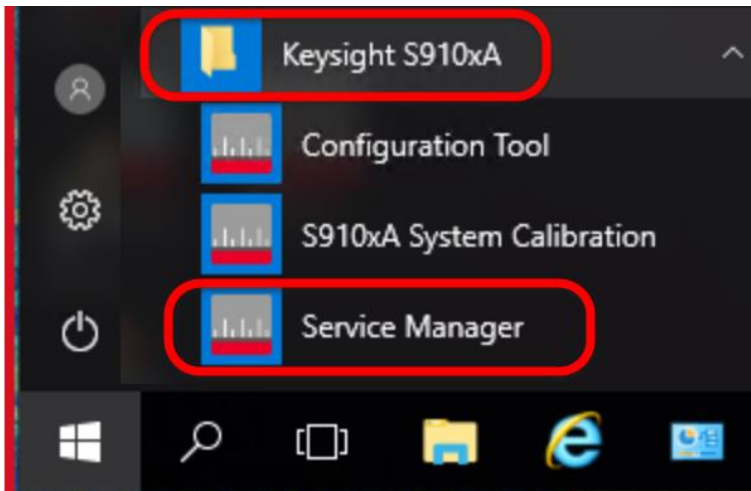 Keysight S910xA
Configuration Tool
S910xA System Calibration
Service Manager